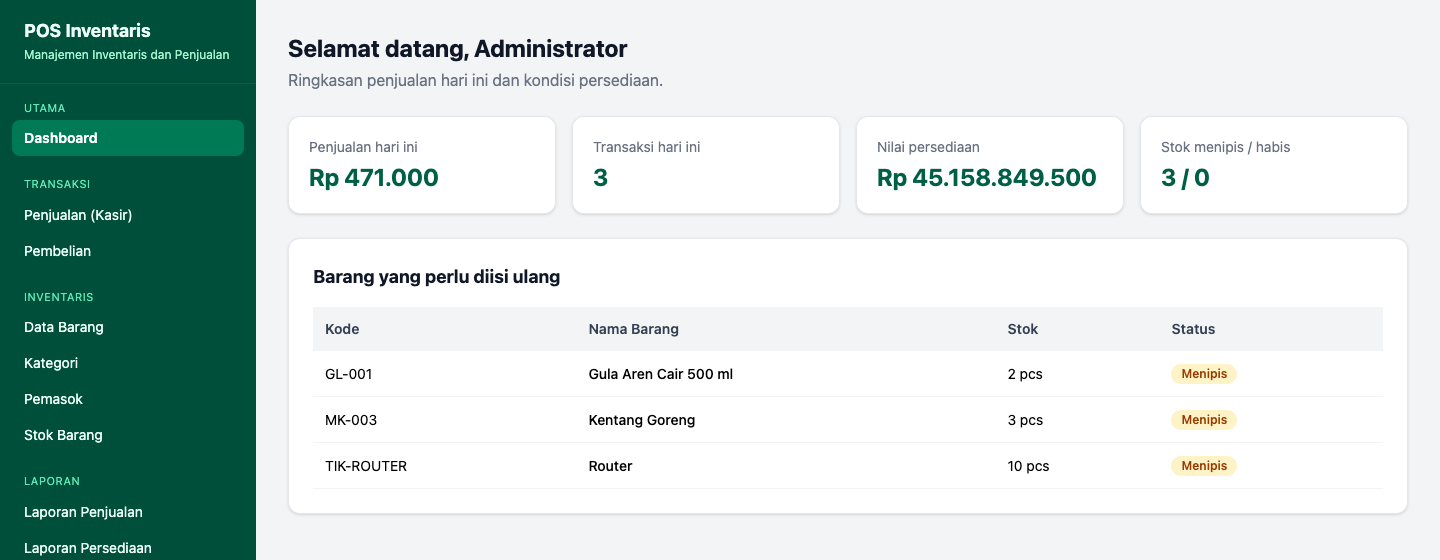 POS Inventaris
Manajemen Inventaris dan Penjualan
UTAMA
Dashboard
TRANSAKSI
Penjualan (Kasir)
Pembelian
INVENTARIS
Data Barang
Kategori
Pemasok
Stok Barang
LAPORAN
Laporan Penjualan
Laporan Persediaan
Selamat datang, Administrator
Ringkasan penjualan hari ini dan kondisi persediaan.
Penjualan hari ini
Rp 471.000
Transaksi hari ini
3
Nilai persediaan
Rp 45.158.849.500
Stok menipis / habis
3 / 0
Barang yang perlu diisi ulang
Kode Nama Barang Stok Status
GL-001 Gula Aren Cair 500 ml 2 pcs Menipis
MK-003 Kentang Goreng 3 pcs Menipis
TIK-ROUTER Router 10 pcs Menipis